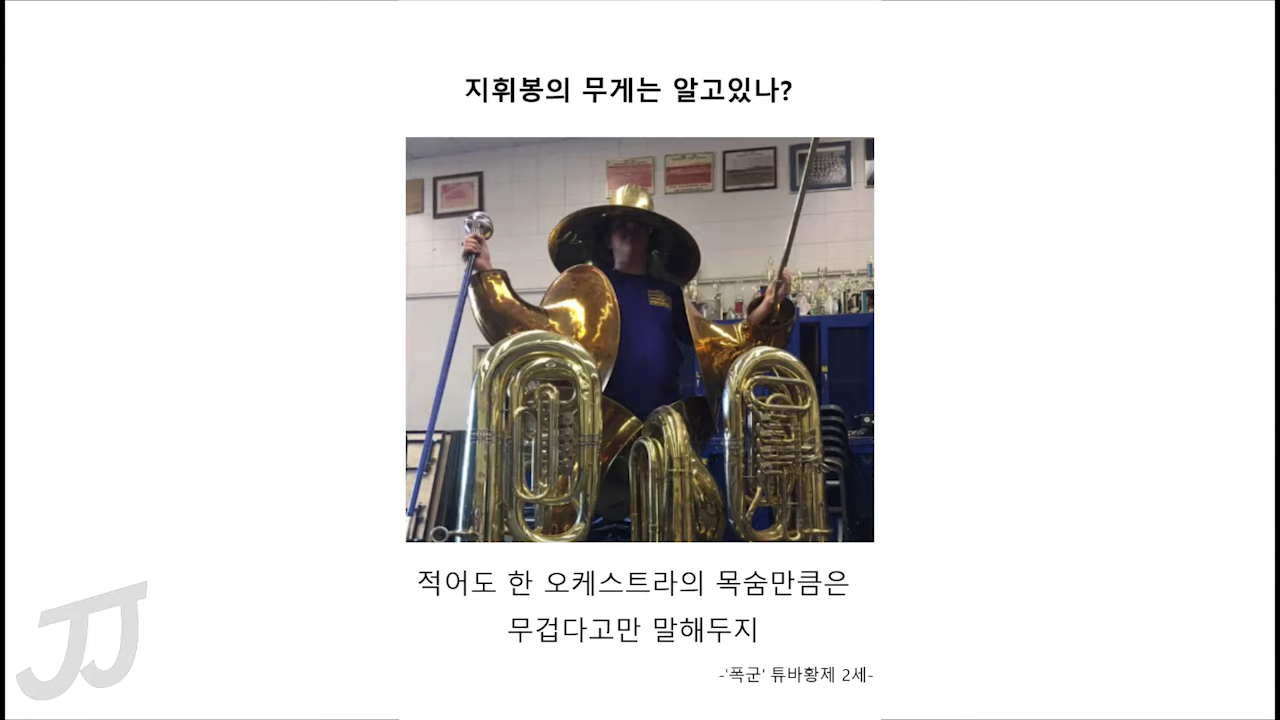 지휘봉의 무게는 알고있나?
적어도 한 오케스트라의 목숨만큼은
무겁다고만 말해두지
-'폭군' 튜바황제 2세-
JJ